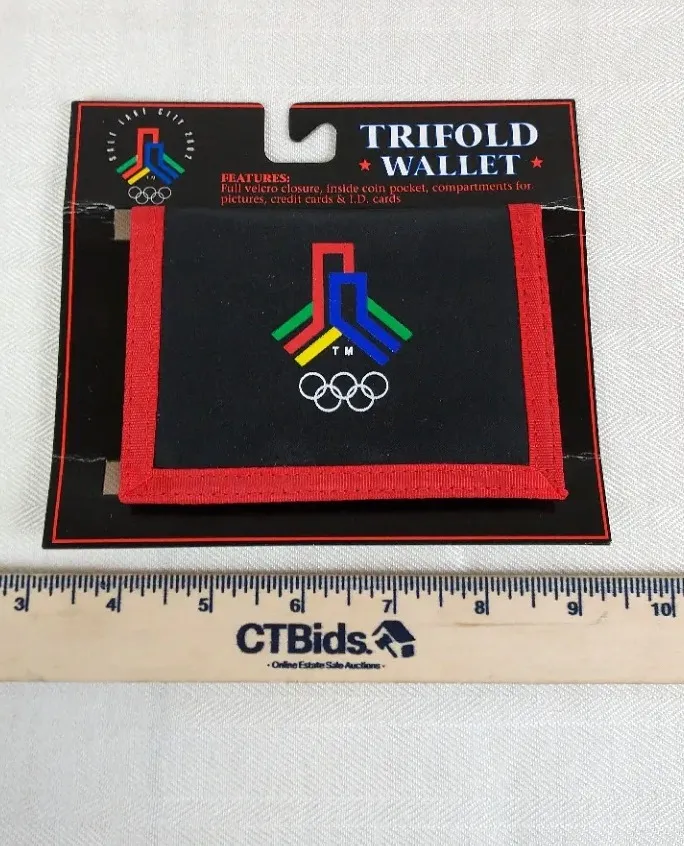 SALT LAKE CITY 2002
TRIFOLD
WALLET
TM
FEATURES:
Full velcro closure, inside coin pocket, compartments for
pictures, credit cards & I.D. cards
TM
3 4 5 6 7 8 9 10
CTBids.
- Online Estate Sale Auctions -